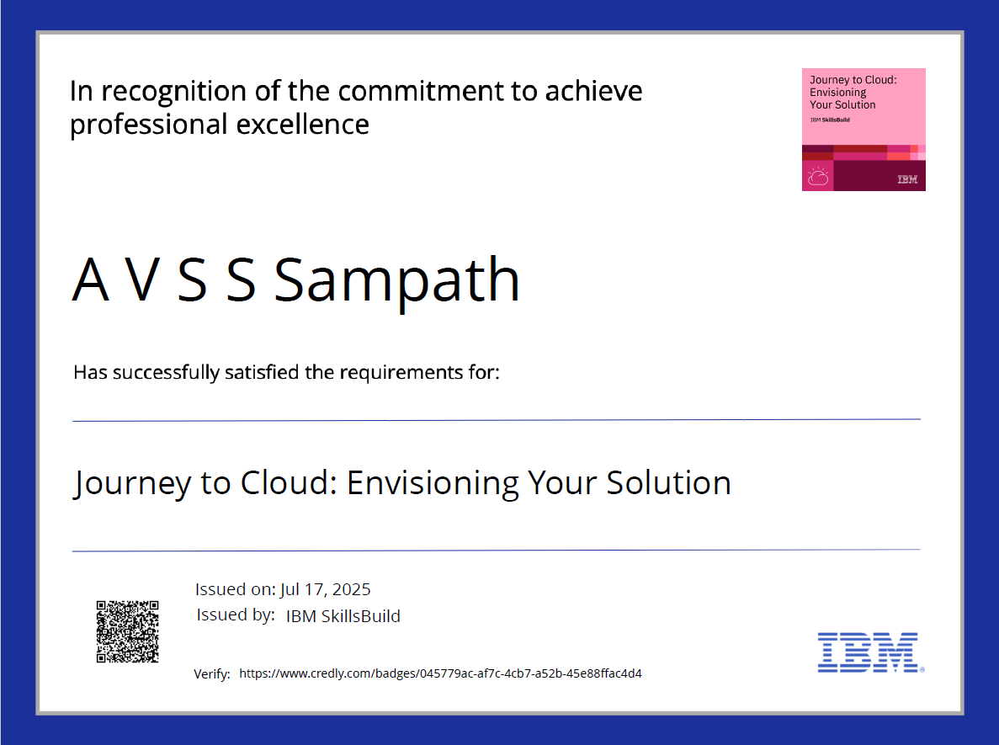 In recognition of the commitment to achieve
professional excellence
Journey to Cloud:
Envisioning
Your Solution
IBM SkillsBuild
IBM
A V S S Sampath
Has successfully satisfied the requirements for:
Journey to Cloud: Envisioning Your Solution
Issued on: Jul 17, 2025
Issued by: IBM SkillsBuild
IBM®
Verify: https://www.credly.com/badges/045779ac-af7c-4cb7-a52b-45e88ffac4d4